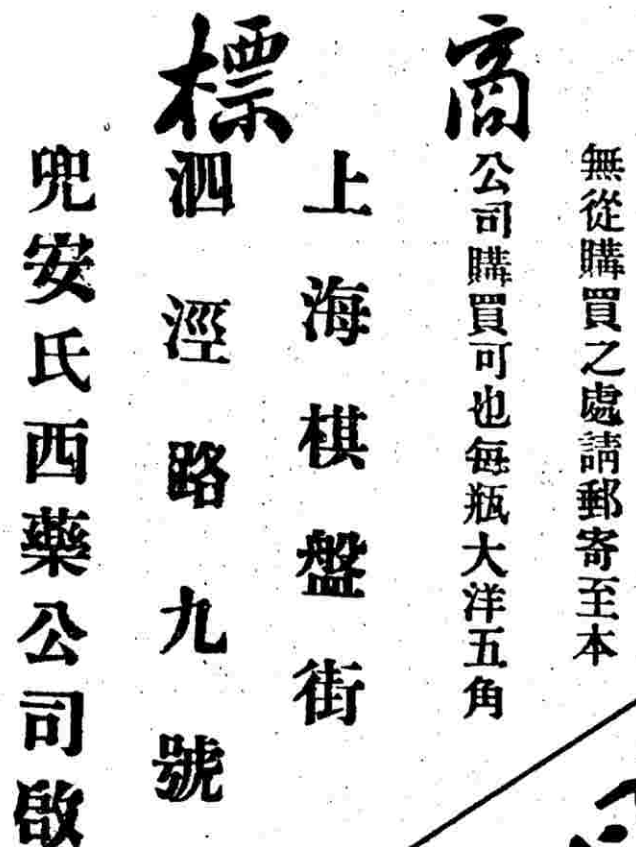 商標
無從購買之處請郵寄至本
公司購買可也每瓶大洋五角
上海棋盤街
泗涇路九號
兜安氏西藥公司啟